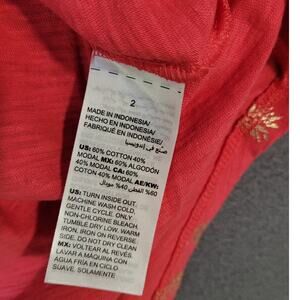 2
MADE IN INDONESIA/
HECHO EN INDONESIA/
FABRIQUÉ EN INDONÉSIE/
صنع في إندونيسيا
US: 60% COTTON 40%
MODAL MX: 60% ALGODÓN
40% MODAL CA: 60%
COTON 40% MODAL AE/KW:
60% القطن 40% مودال
US: TURN INSIDE OUT.
MACHINE WASH COLD,
GENTLE CYCLE. ONLY
NON-CHLORINE BLEACH.
TUMBLE DRY LOW. WARM
IRON. IRON ON REVERSE
SIDE. DO NOT DRY CLEAN
MX: VOLTEAR AL REVÉS.
LAVAR A MÁQUINA CON
AGUA FRÍA EN CICLO
SUAVE. SOLAMENTE